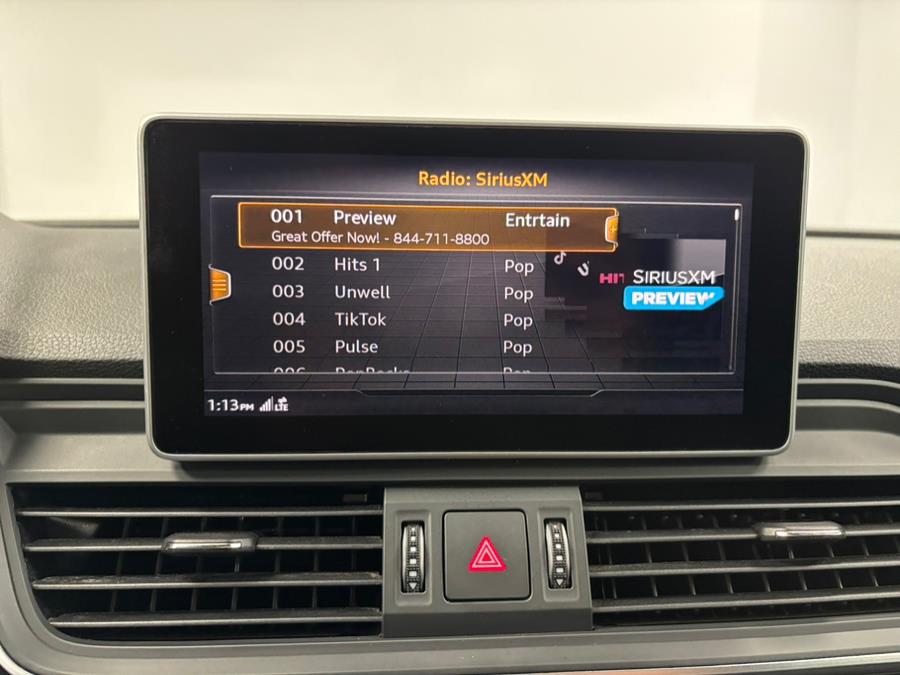 Radio: SiriusXM
001 Preview Entrtain
Great Offer Now! - 844-711-8800
002 Hits 1 Pop
003 Unwell Pop
004 TikTok Pop
005 Pulse Pop
SIRIUSXM
PREVIEW
1:13PM LTE